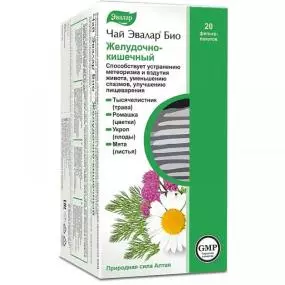 Эвалар
20
фильтр-
пакетов
Чай Эвалар Био
Желудочно-
кишечный
Способствует устранению
метеоризма и вздутия
живота, уменьшению
спазмов, улучшению
пищеварения
• Тысячелистник
(трава)
• Ромашка
(цветки)
• Укроп
(плоды)
• Мята
(листья)
GMP
Природная сила Алтая